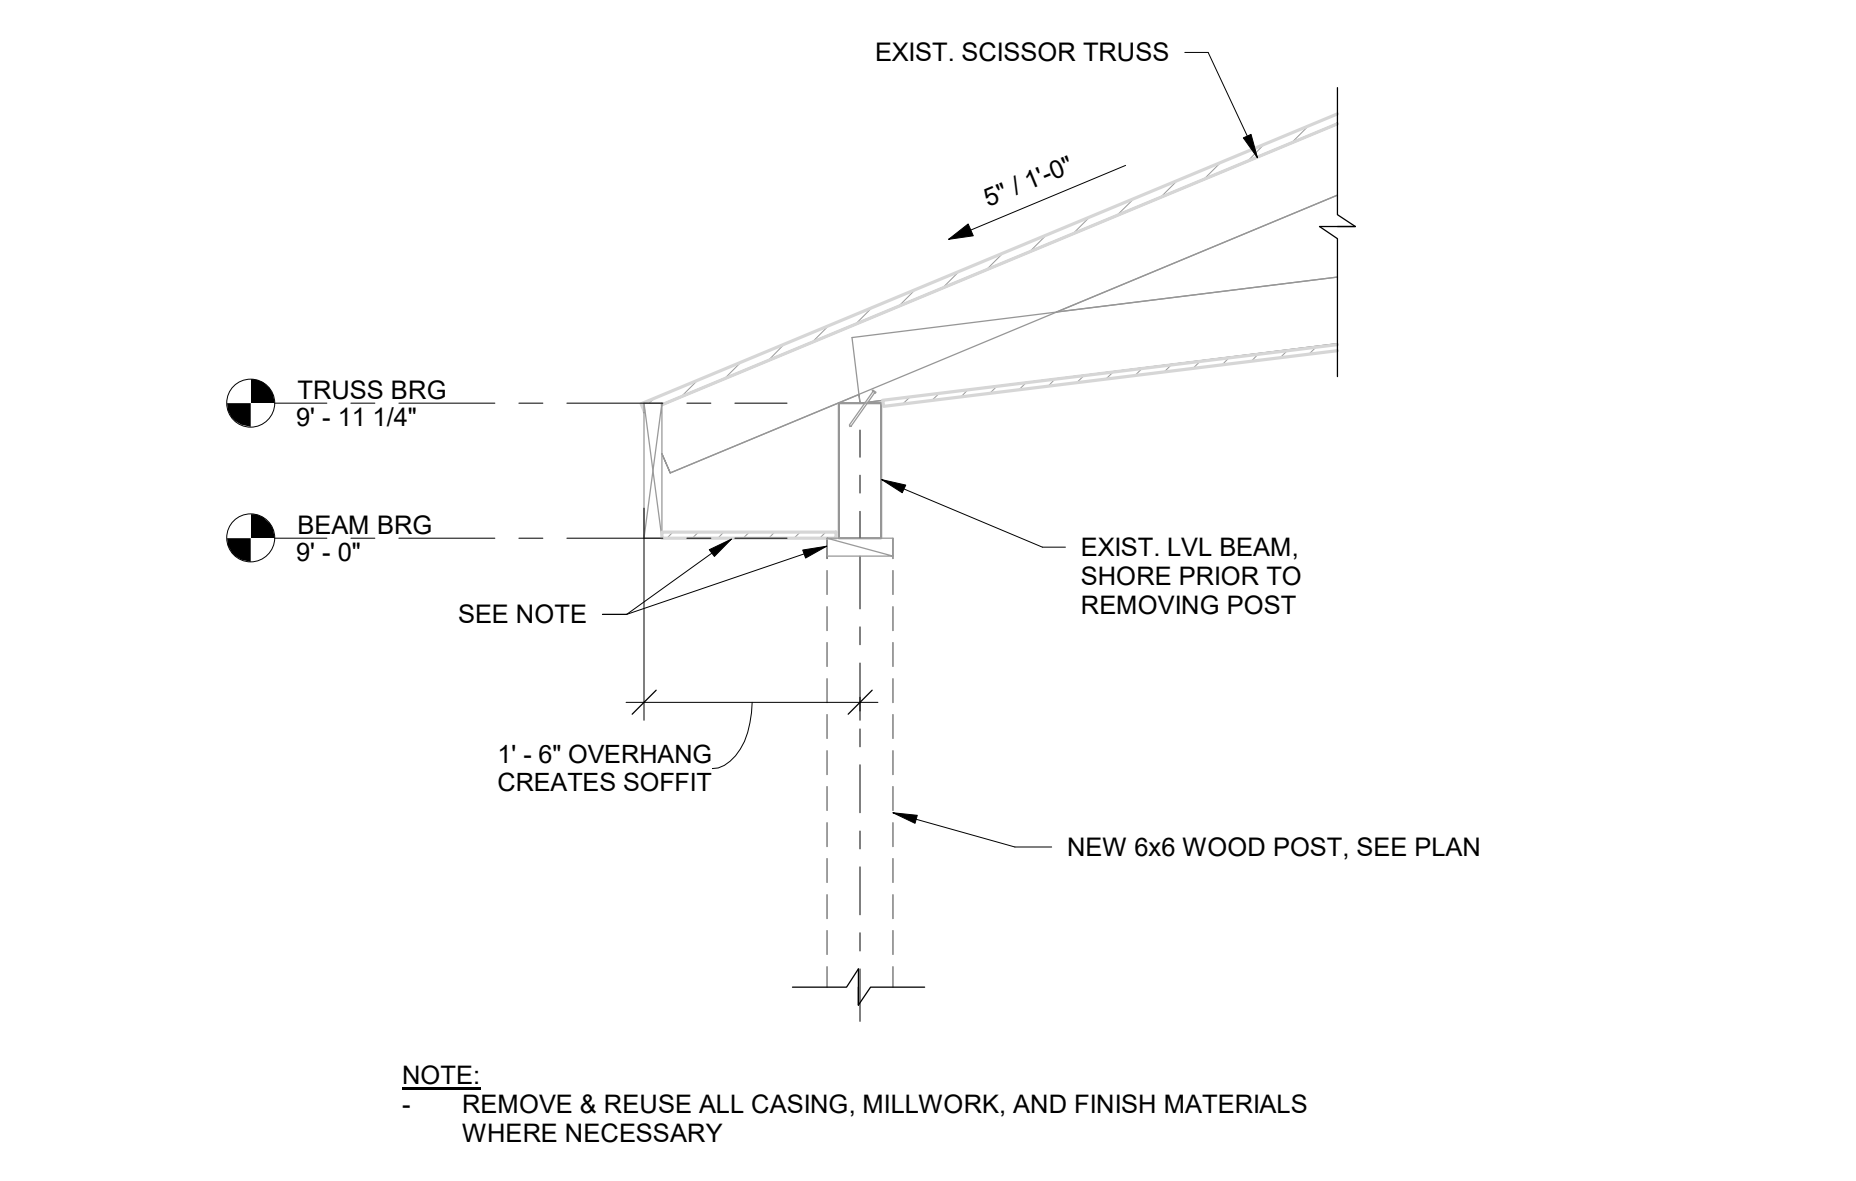 EXIST. SCISSOR TRUSS
5" / 1'-0"
TRUSS BRG
9' - 11 1/4"
BEAM BRG
9' - 0"
EXIST. LVL BEAM,
SHORE PRIOR TO
REMOVING POST
SEE NOTE
1' - 6" OVERHANG
CREATES SOFFIT
NEW 6x6 WOOD POST, SEE PLAN
NOTE:
- REMOVE & REUSE ALL CASING, MILLWORK, AND FINISH MATERIALS
WHERE NECESSARY